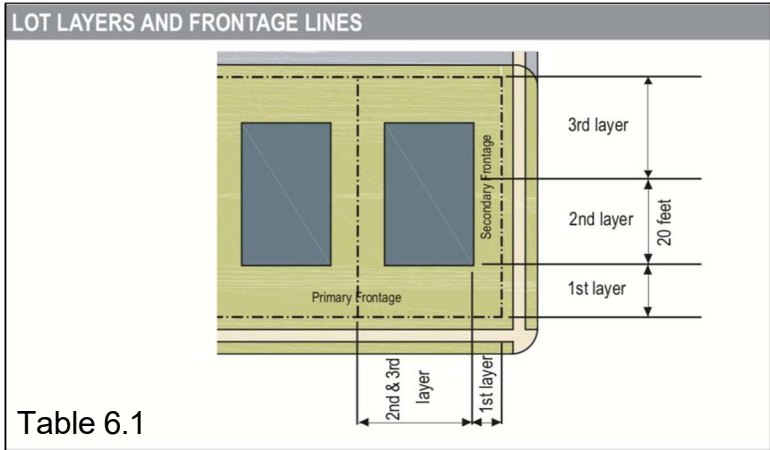 LOT LAYERS AND FRONTAGE LINES
3rd layer
Secondary Frontage
2nd layer
20 feet
1st layer
Primary Frontage
2nd & 3rd
layer
1st layer
Table 6.1